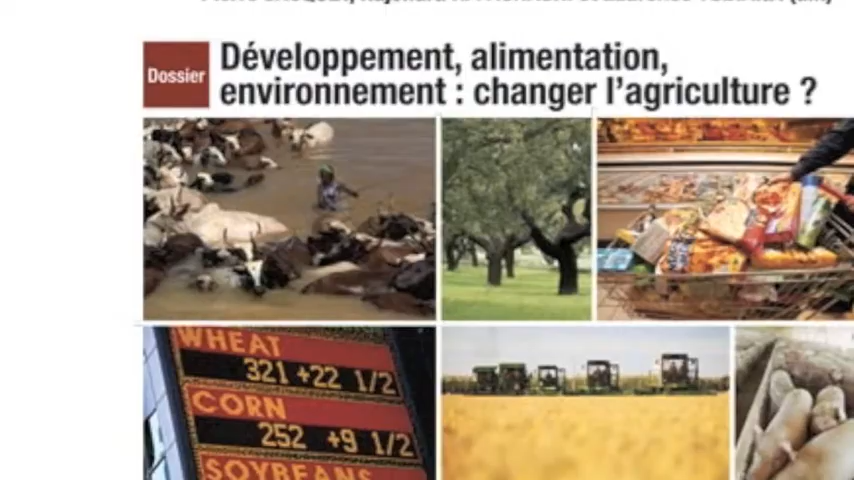 Dossier
Développement, alimentation,
environnement : changer l'agriculture ?
WHEAT
321 +22 1/2
CORN
252 +9 1/2
SOYBEANS